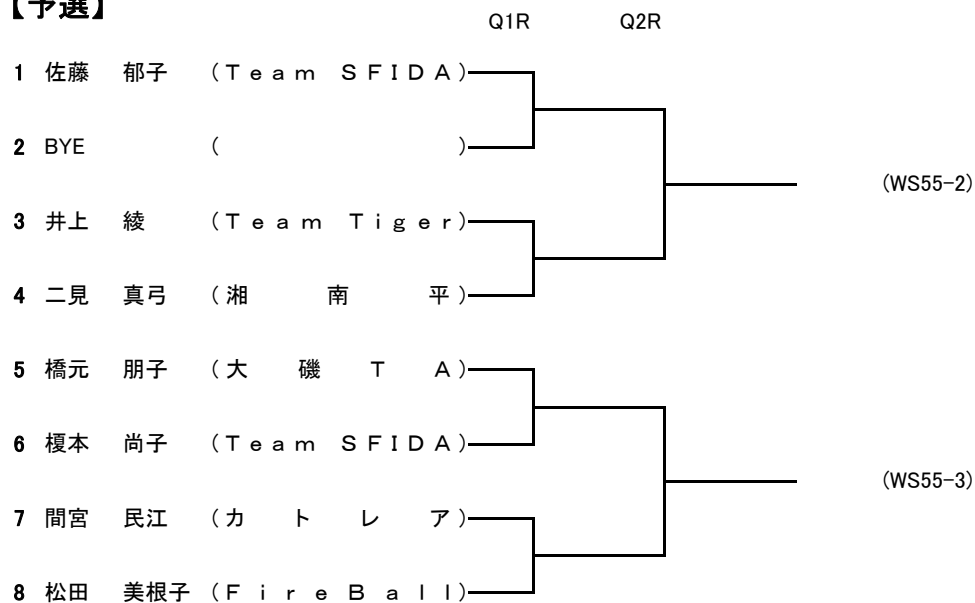 【予選】
Q1R Q2R
1 佐藤 郁子 (Team SFIDA)
2 BYE ( )
(WS55-2)
3 井上 綾 (Team Tiger)
4 二見 真弓 (湘南平)
5 橋元 朋子 (大磯TA)
6 榎本 尚子 (Team SFIDA)
(WS55-3)
7 間宮 民江 (カトレア)
8 松田 美根子 (FireBall)